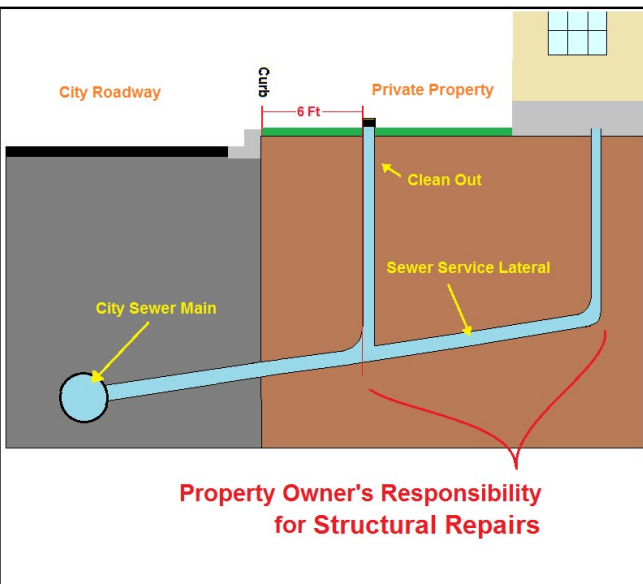 City Roadway
Curb
Private Property
6 Ft
Clean Out
Sewer Service Lateral
City Sewer Main
Property Owner's Responsibility
for Structural Repairs